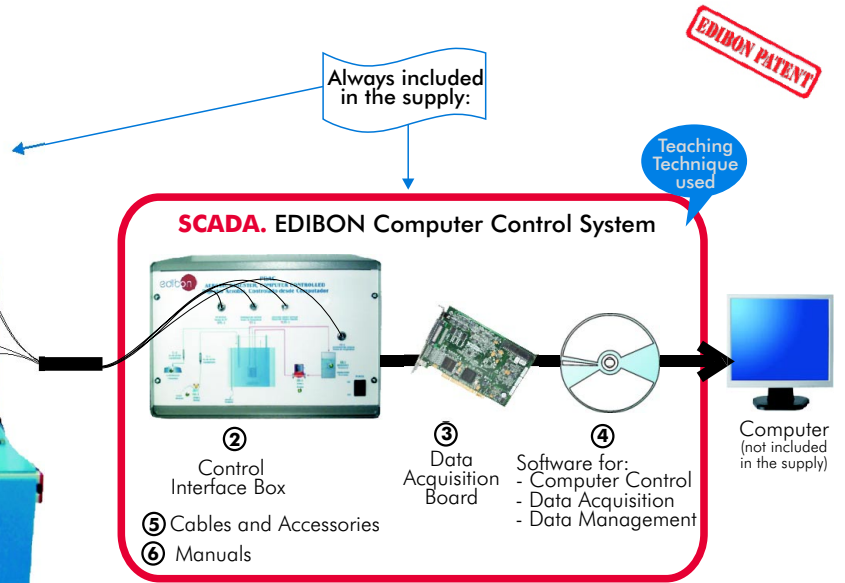 EDIBON PATENT
Always included
in the supply:
Teaching
Technique
used
SCADA. EDIBON Computer Control System
edibon
②
Control
Interface Box
③
Data
Acquisition
Board
④
Software for:
- Computer Control
- Data Acquisition
- Data Management
⑤ Cables and Accessories
⑥ Manuals
Computer
(not included
in the supply)